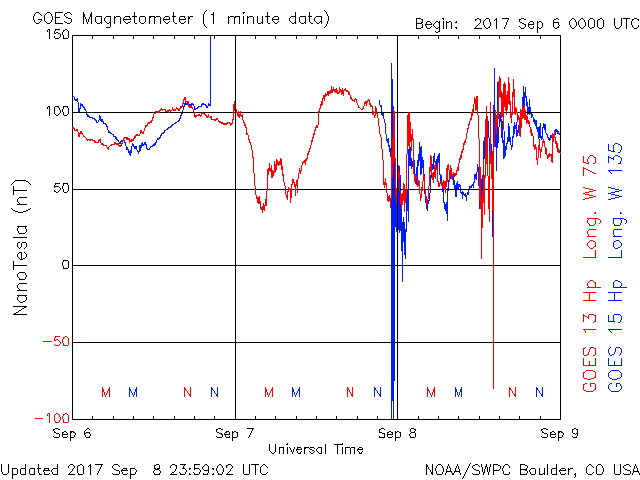 GOES Magnetometer (1 minute data)
Begin: 2017 Sep 6 0000 UTC
150
100
50
0
-50
-100
NanoTesla (nT)
M M N N M M N N M M N N
Sep 6 Sep 7 Sep 8 Sep 9
Universal Time
GOES 13 Hp Long. W 75
GOES 15 Hp Long. W 135
Updated 2017 Sep 8 23:59:02 UTC
NOAA/SWPC Boulder, CO USA